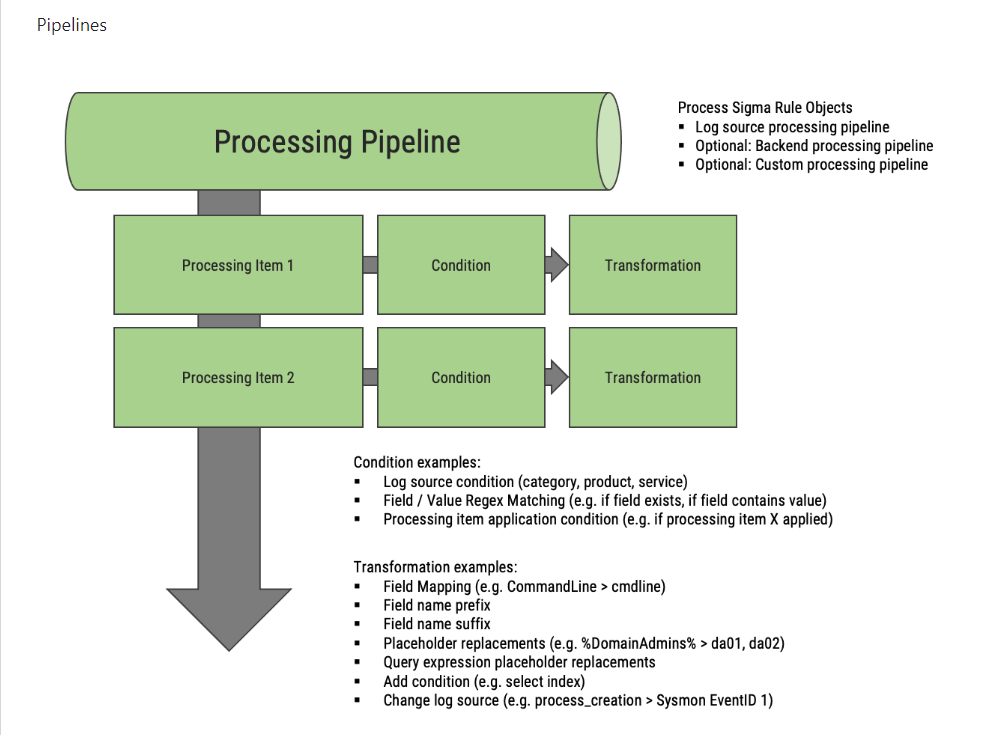 Pipelines
Processing Pipeline
Process Sigma Rule Objects
▪ Log source processing pipeline
▪ Optional: Backend processing pipeline
▪ Optional: Custom processing pipeline
Processing Item 1
Condition
Transformation
Processing Item 2
Condition
Transformation
Condition examples:
▪ Log source condition (category, product, service)
▪ Field / Value Regex Matching (e.g. if field exists, if field contains value)
▪ Processing item application condition (e.g. if processing item X applied)
Transformation examples:
▪ Field Mapping (e.g. CommandLine > cmdline)
▪ Field name prefix
▪ Field name suffix
▪ Placeholder replacements (e.g. %DomainAdmins% > da01, da02)
▪ Query expression placeholder replacements
▪ Add condition (e.g. select index)
▪ Change log source (e.g. process_creation > Sysmon EventID 1)